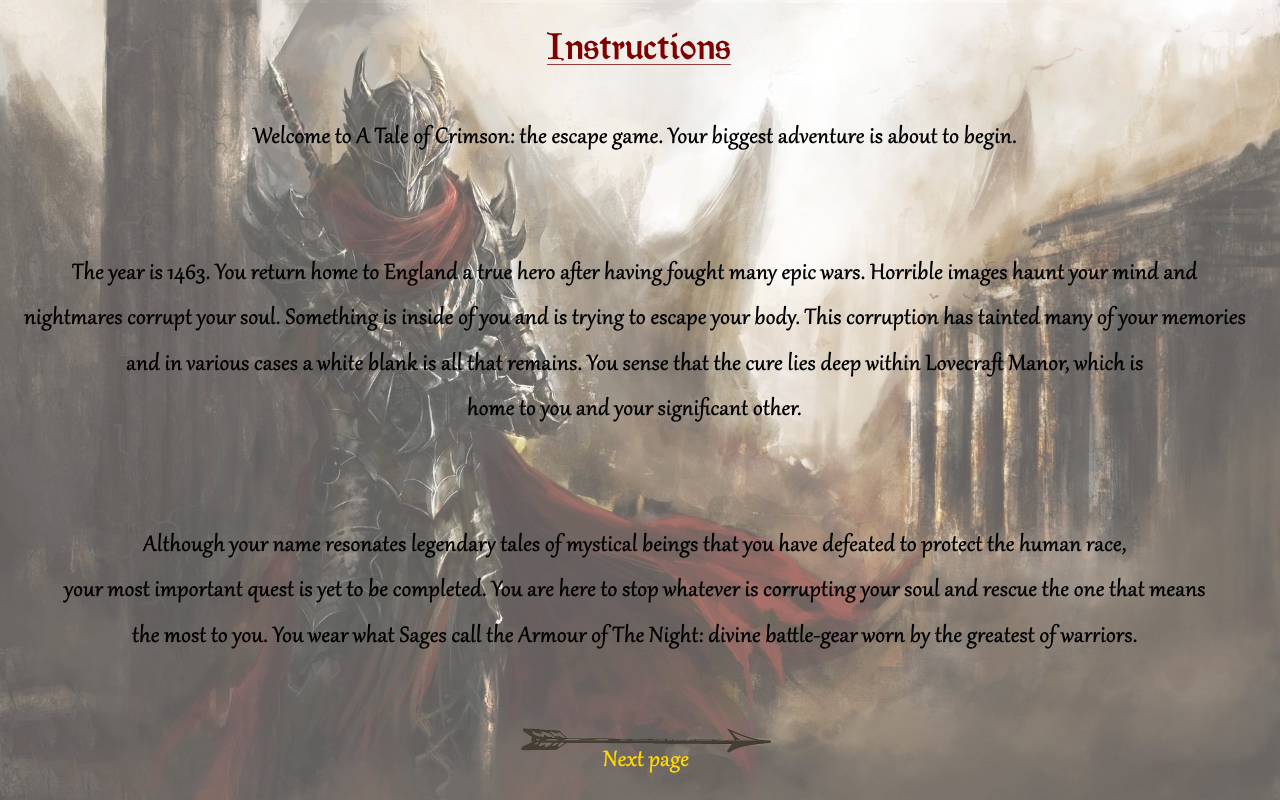 Instructions
Welcome to A Tale of Crimson: the escape game. Your biggest adventure is about to begin.
The year is 1463. You return home to England a true hero after having fought many epic wars. Horrible images haunt your mind and
nightmares corrupt your soul. Something is inside of you and is trying to escape your body. This corruption has tainted many of your memories
and in various cases a white blank is all that remains. You sense that the cure lies deep within Lovecraft Manor, which is
home to you and your significant other.
Although your name resonates legendary tales of mystical beings that you have defeated to protect the human race,
your most important quest is yet to be completed. You are here to stop whatever is corrupting your soul and rescue the one that means
the most to you. You wear what Sages call the Armour of The Night: divine battle-gear worn by the greatest of warriors.
Next page